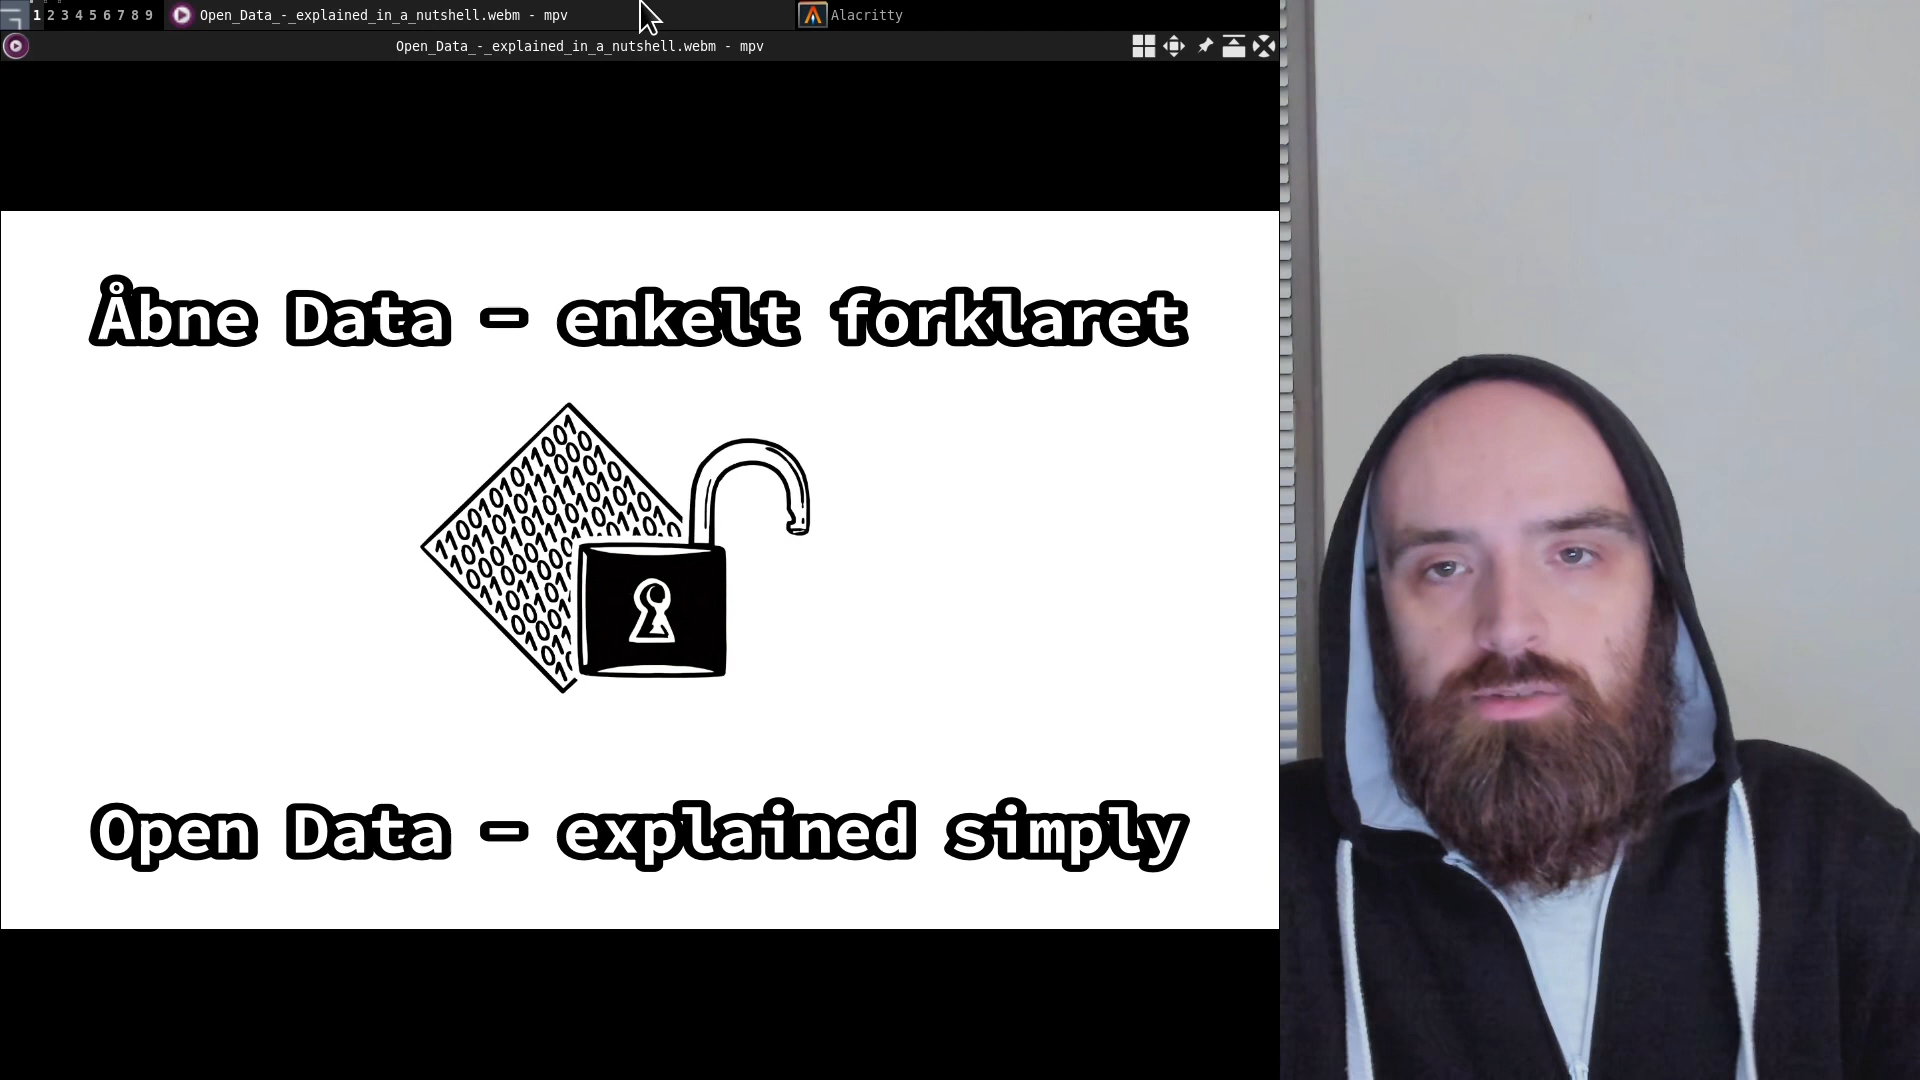 1 2 3 4 5 6 7 8 9 Open_Data_-_explained_in_a_nutshell.webm - mpv Alacritty
Open_Data_-_explained_in_a_nutshell.webm - mpv
Åbne Data – enkelt forklaret
Open Data – explained simply